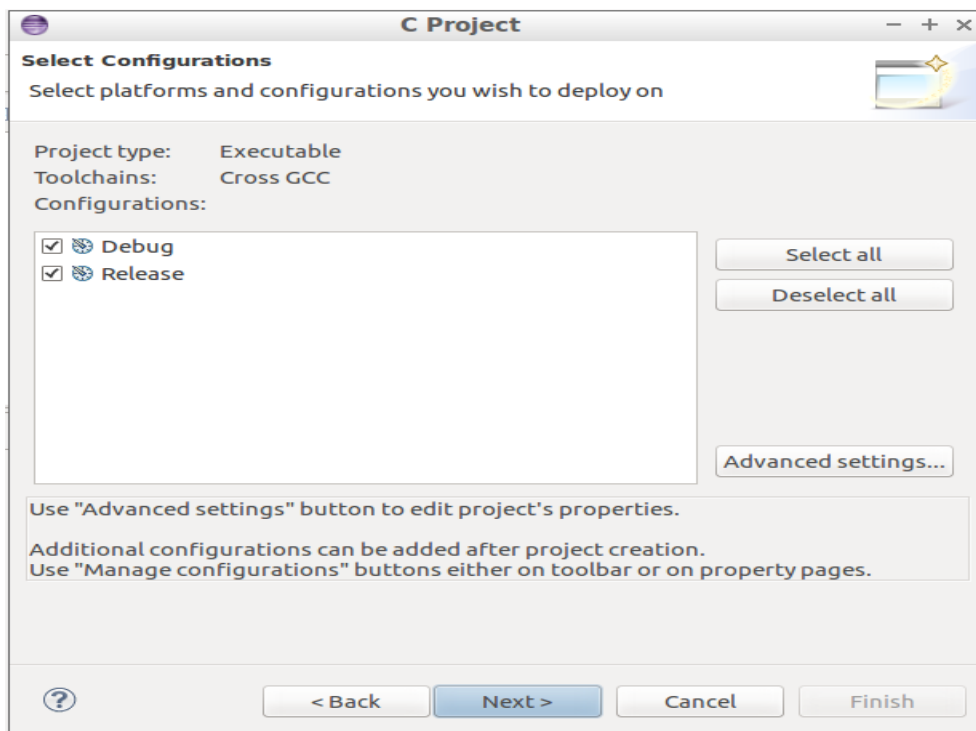 C Project
Select Configurations
Select platforms and configurations you wish to deploy on
Project type: Executable
Toolchains: Cross GCC
Configurations:
Debug
Release
Select all
Deselect all
Advanced settings...
Use "Advanced settings" button to edit project's properties.
Additional configurations can be added after project creation.
Use "Manage configurations" buttons either on toolbar or on property pages.
?
< Back
Next >
Cancel
Finish